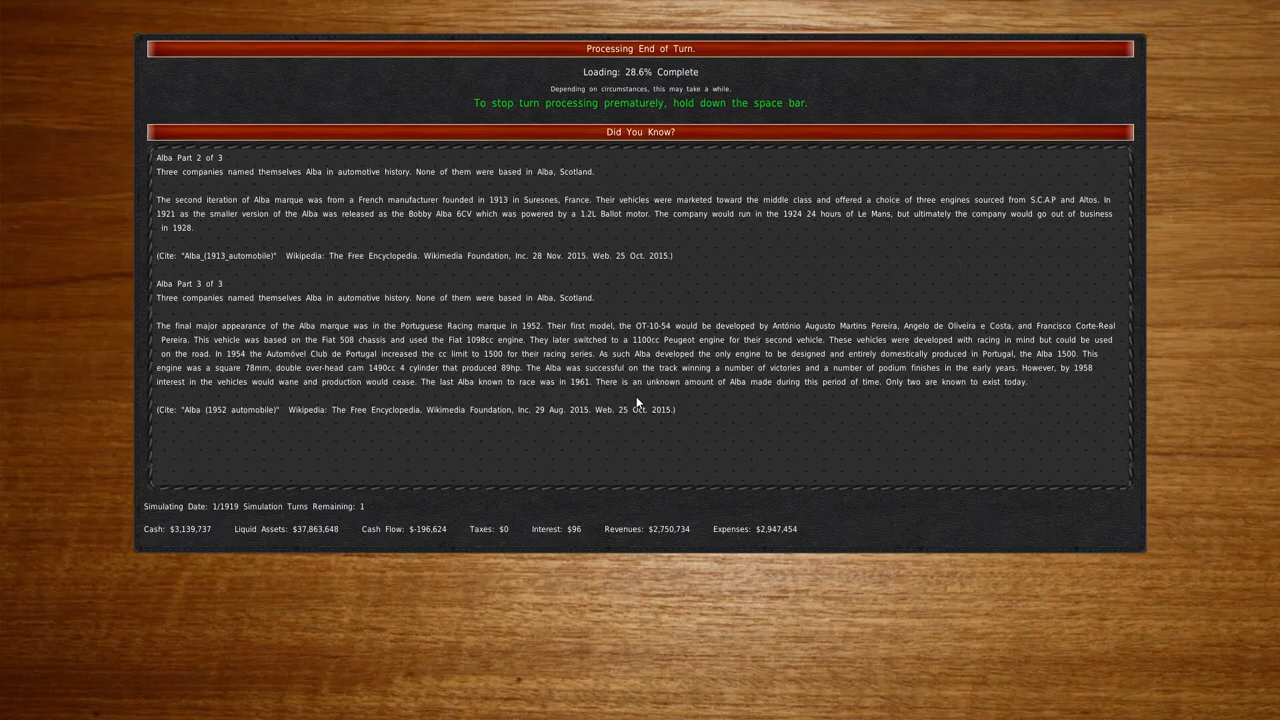 Processing End of Turn.
Loading: 28.6% Complete
Depending on circumstances, this may take a while.
To stop turn processing prematurely, hold down the space bar.
Did You Know?
Alba Part 2 of 3
Three companies named themselves Alba in automotive history. None of them were based in Alba, Scotland.
The second iteration of Alba marque was from a French manufacturer founded in 1913 in Suresnes, France. Their vehicles were marketed toward the middle class and offered a choice of three engines sourced from S.C.A.P and Altos. In
1921 as the smaller version of the Alba was released as the Bobby Alba 6CV which was powered by a 1.2L Ballot motor. The company would run in the 1924 24 hours of Le Mans, but ultimately the company would go out of business
in 1928.
(Cite: "Alba_(1913_automobile)" Wikipedia: The Free Encyclopedia. Wikimedia Foundation, Inc. 28 Nov. 2015. Web. 25 Oct. 2015.)
Alba Part 3 of 3
Three companies named themselves Alba in automotive history. None of them were based in Alba, Scotland.
The final major appearance of the Alba marque was in the Portuguese Racing marque in 1952. Their first model, the OT-10-54 would be developed by António Augusto Martins Pereira, Angelo de Oliveira e Costa, and Francisco Corte-Real
Pereira. This vehicle was based on the Fiat 508 chassis and used the Fiat 1098cc engine. They later switched to a 1100cc Peugeot engine for their second vehicle. These vehicles were developed with racing in mind but could be used
on the road. In 1954 the Automóvel Club de Portugal increased the cc limit to 1500 for their racing series. As such Alba developed the only engine to be designed and entirely domestically produced in Portugal, the Alba 1500. This
engine was a square 78mm, double over-head cam 1490cc 4 cylinder that produced 89hp. The Alba was successful on the track winning a number of victories and a number of podium finishes in the early years. However, by 1958
interest in the vehicles would wane and production would cease. The last Alba known to race was in 1961. There is an unknown amount of Alba made during this period of time. Only two are known to exist today.
(Cite: "Alba (1952 automobile)" Wikipedia: The Free Encyclopedia. Wikimedia Foundation, Inc. 29 Aug. 2015. Web. 25 Oct. 2015.)
Simulating Date: 1/1919 Simulation Turns Remaining: 1
Cash: $3,139,737 Liquid Assets: $37,863,648 Cash Flow: $-196,624 Taxes: $0 Interest: $96 Revenues: $2,750,734 Expenses: $2,947,454